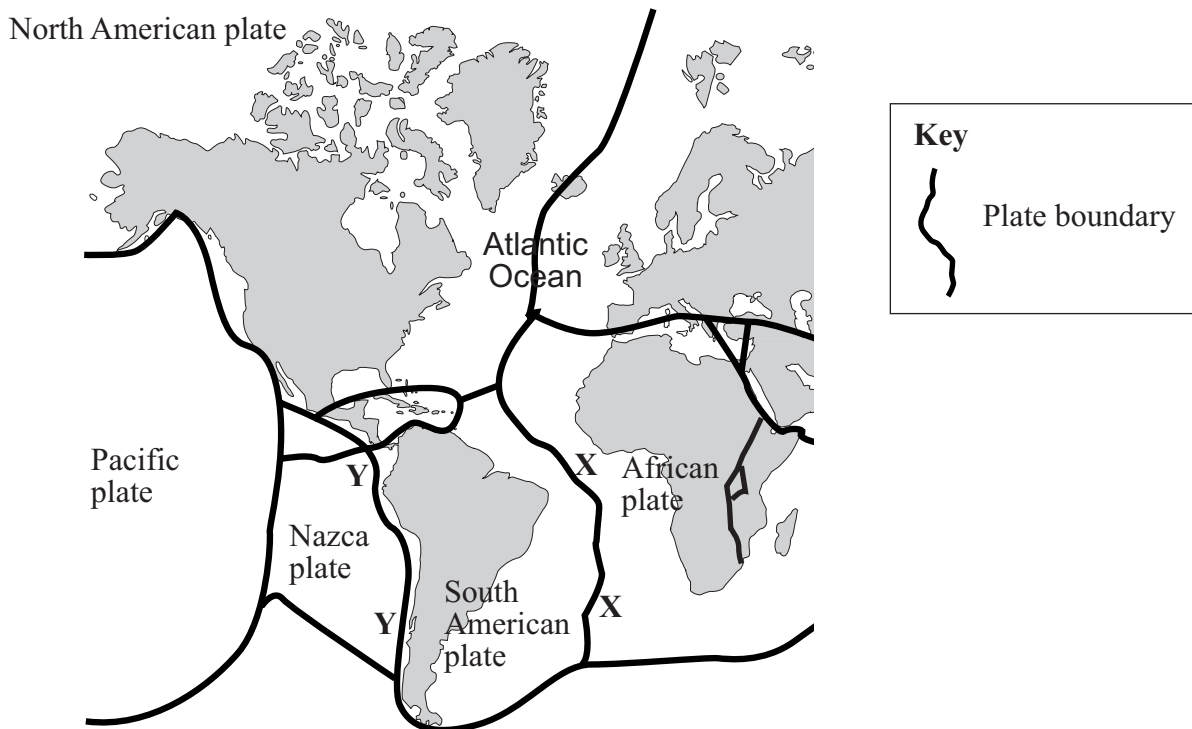 North American plate
Key
Plate boundary
Atlantic
Ocean
Pacific
plate
Y
X
African
plate
Nazca
plate
Y
South
American
plate
X